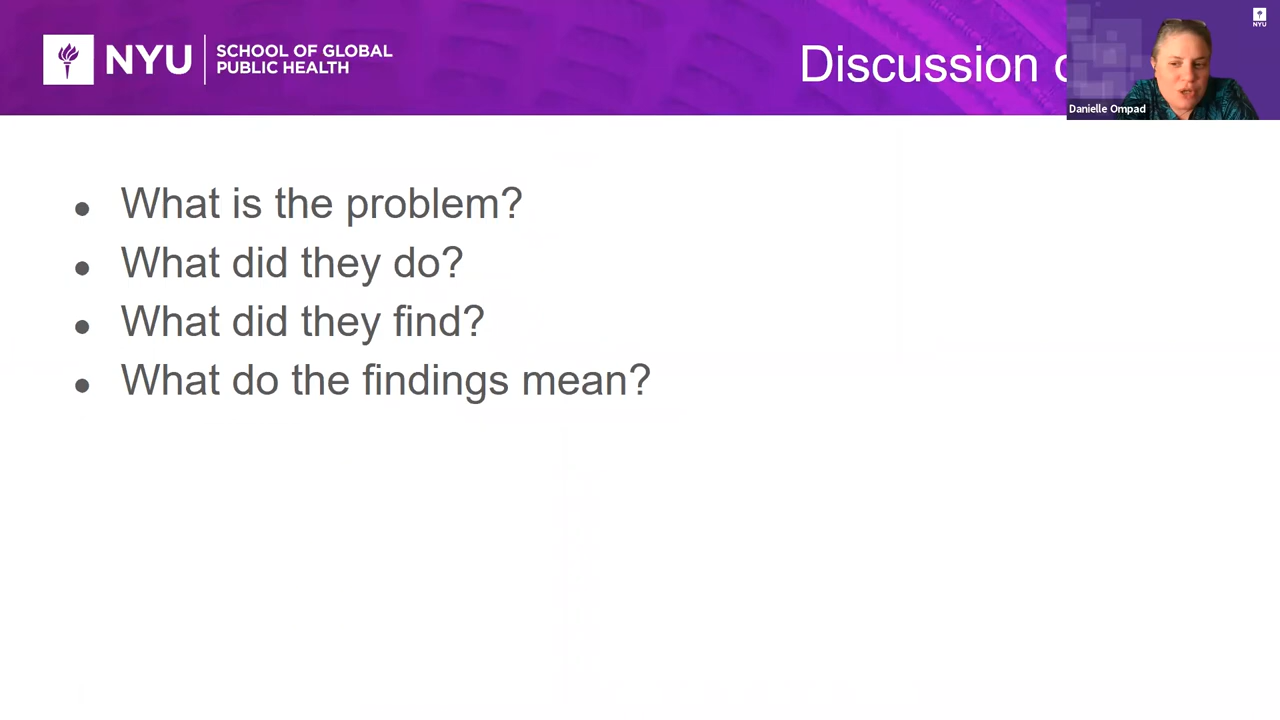 NYU
SCHOOL OF GLOBAL
PUBLIC HEALTH
Discussion
NYU
Danielle Ompad
• What is the problem?
• What did they do?
• What did they find?
• What do the findings mean?